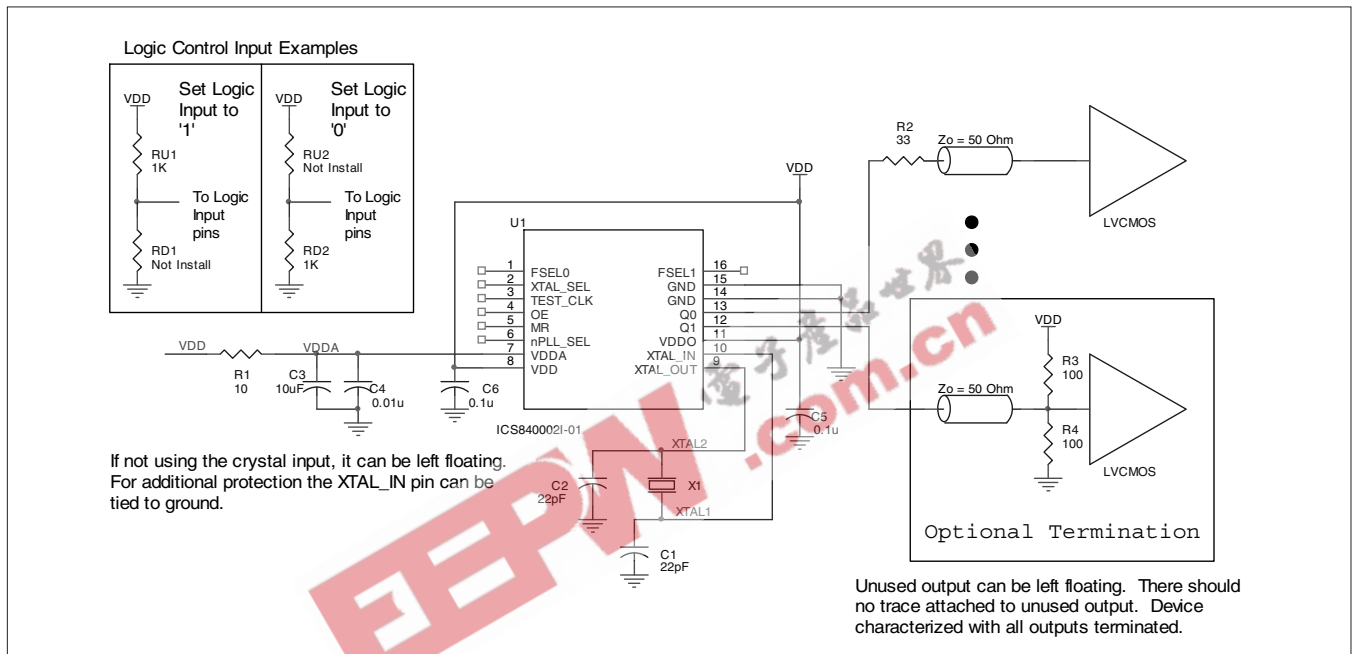 Logic Control Input Examples
Set Logic
Input to
'1'
VDD
RU1
1K
To Logic
Input
pins
RD1
Not Install
Set Logic
Input to
'0'
VDD
RU2
Not Install
To Logic
Input
pins
RD2
1K
VDD
R1
10
VDDA
C3
10uF
C4
0.01u
C6
0.1u
U1
1 FSEL0
2 XTAL_SEL
3 TEST_CLK
4 OE
5 MR
6 nPLL_SEL
7 VDDA
8 VDD
FSEL1 16
GND 15
GND 14
Q0 13
Q1 12
VDDO 11
XTAL_IN 10
XTAL_OUT 9
ICS840002I-01
VDD
C5
0.1u
XTAL2
C2
22pF
X1
XTAL1
C1
22pF
R2
33
Zo = 50 Ohm
LVCMOS
VDD
R3
100
Zo = 50 Ohm
R4
100
LVCMOS
Optional Termination
If not using the crystal input, it can be left floating.
For additional protection the XTAL_IN pin can be
tied to ground.
Unused output can be left floating. There should
no trace attached to unused output. Device
characterized with all outputs terminated.
EEPW.com.cn
電子產品世界